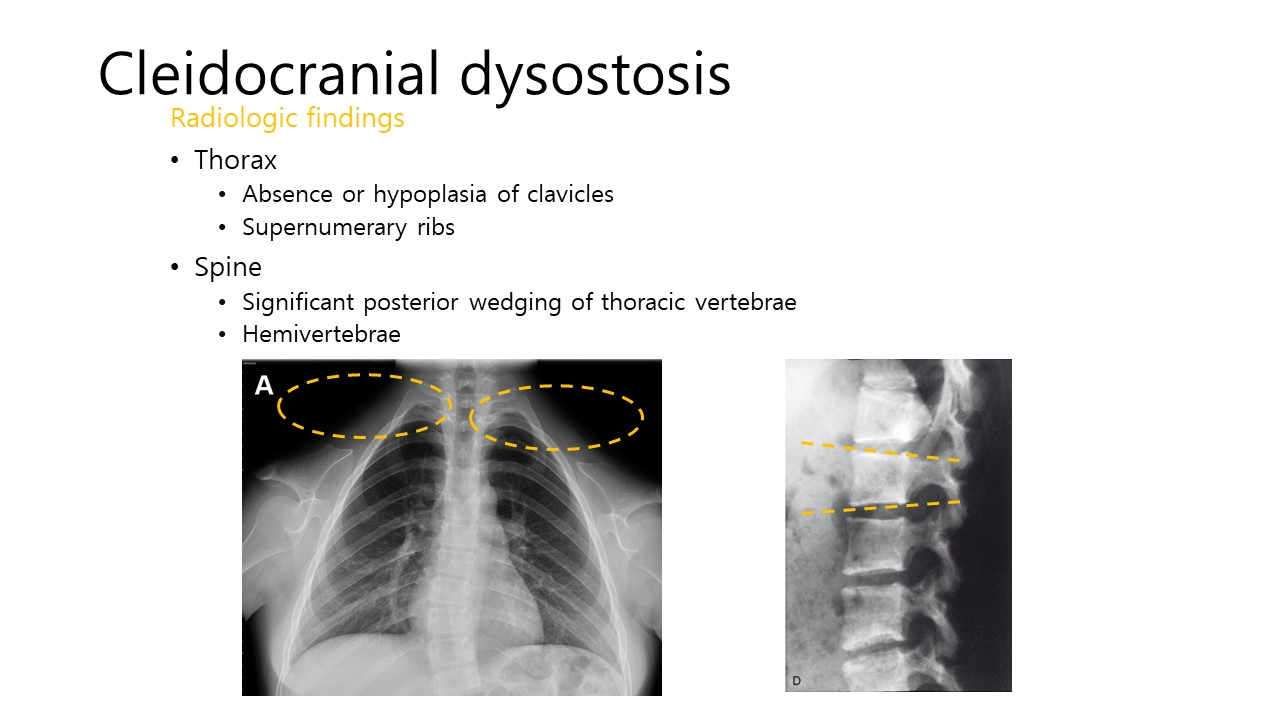 Cleidocranial dysostosis
Radiologic findings
• Thorax
• Absence or hypoplasia of clavicles
• Supernumerary ribs
• Spine
• Significant posterior wedging of thoracic vertebrae
• Hemivertebrae
A
D